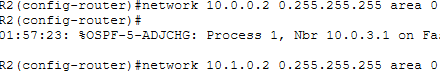 R2(config-router)#network 10.0.0.2 0.255.255.255 area 0
R2(config-router)#
01:57:23: %OSPF-5-ADJCHG: Process 1, Nbr 10.0.3.1 on Fa
R2(config-router)#network 10.1.0.2 0.255.255.255 area 0